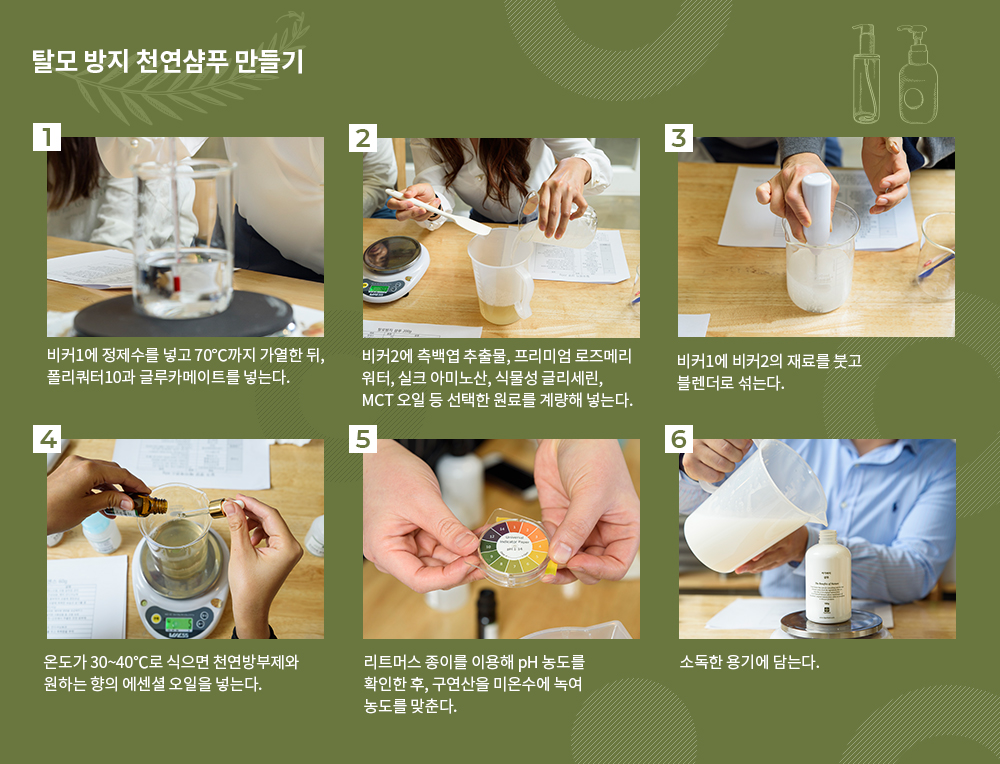 탈모 방지 천연샴푸 만들기
1
비커1에 정제수를 넣고 70℃까지 가열한 뒤,
폴리쿼터10과 글루카메이트를 넣는다.
2
비커2에 측백엽 추출물, 프리미엄 로즈메리
워터, 실크 아미노산, 식물성 글리세린,
MCT 오일 등 선택한 원료를 계량해 넣는다.
3
비커1에 비커2의 재료를 붓고
블렌더로 섞는다.
4
온도가 30~40℃로 식으면 천연방부제와
원하는 향의 에센셜 오일을 넣는다.
5
Universal
Indicator Paper
리트머스 종이를 이용해 pH 농도를
확인한 후, 구연산을 미온수에 녹여
농도를 맞춘다.
6
소독한 용기에 담는다.